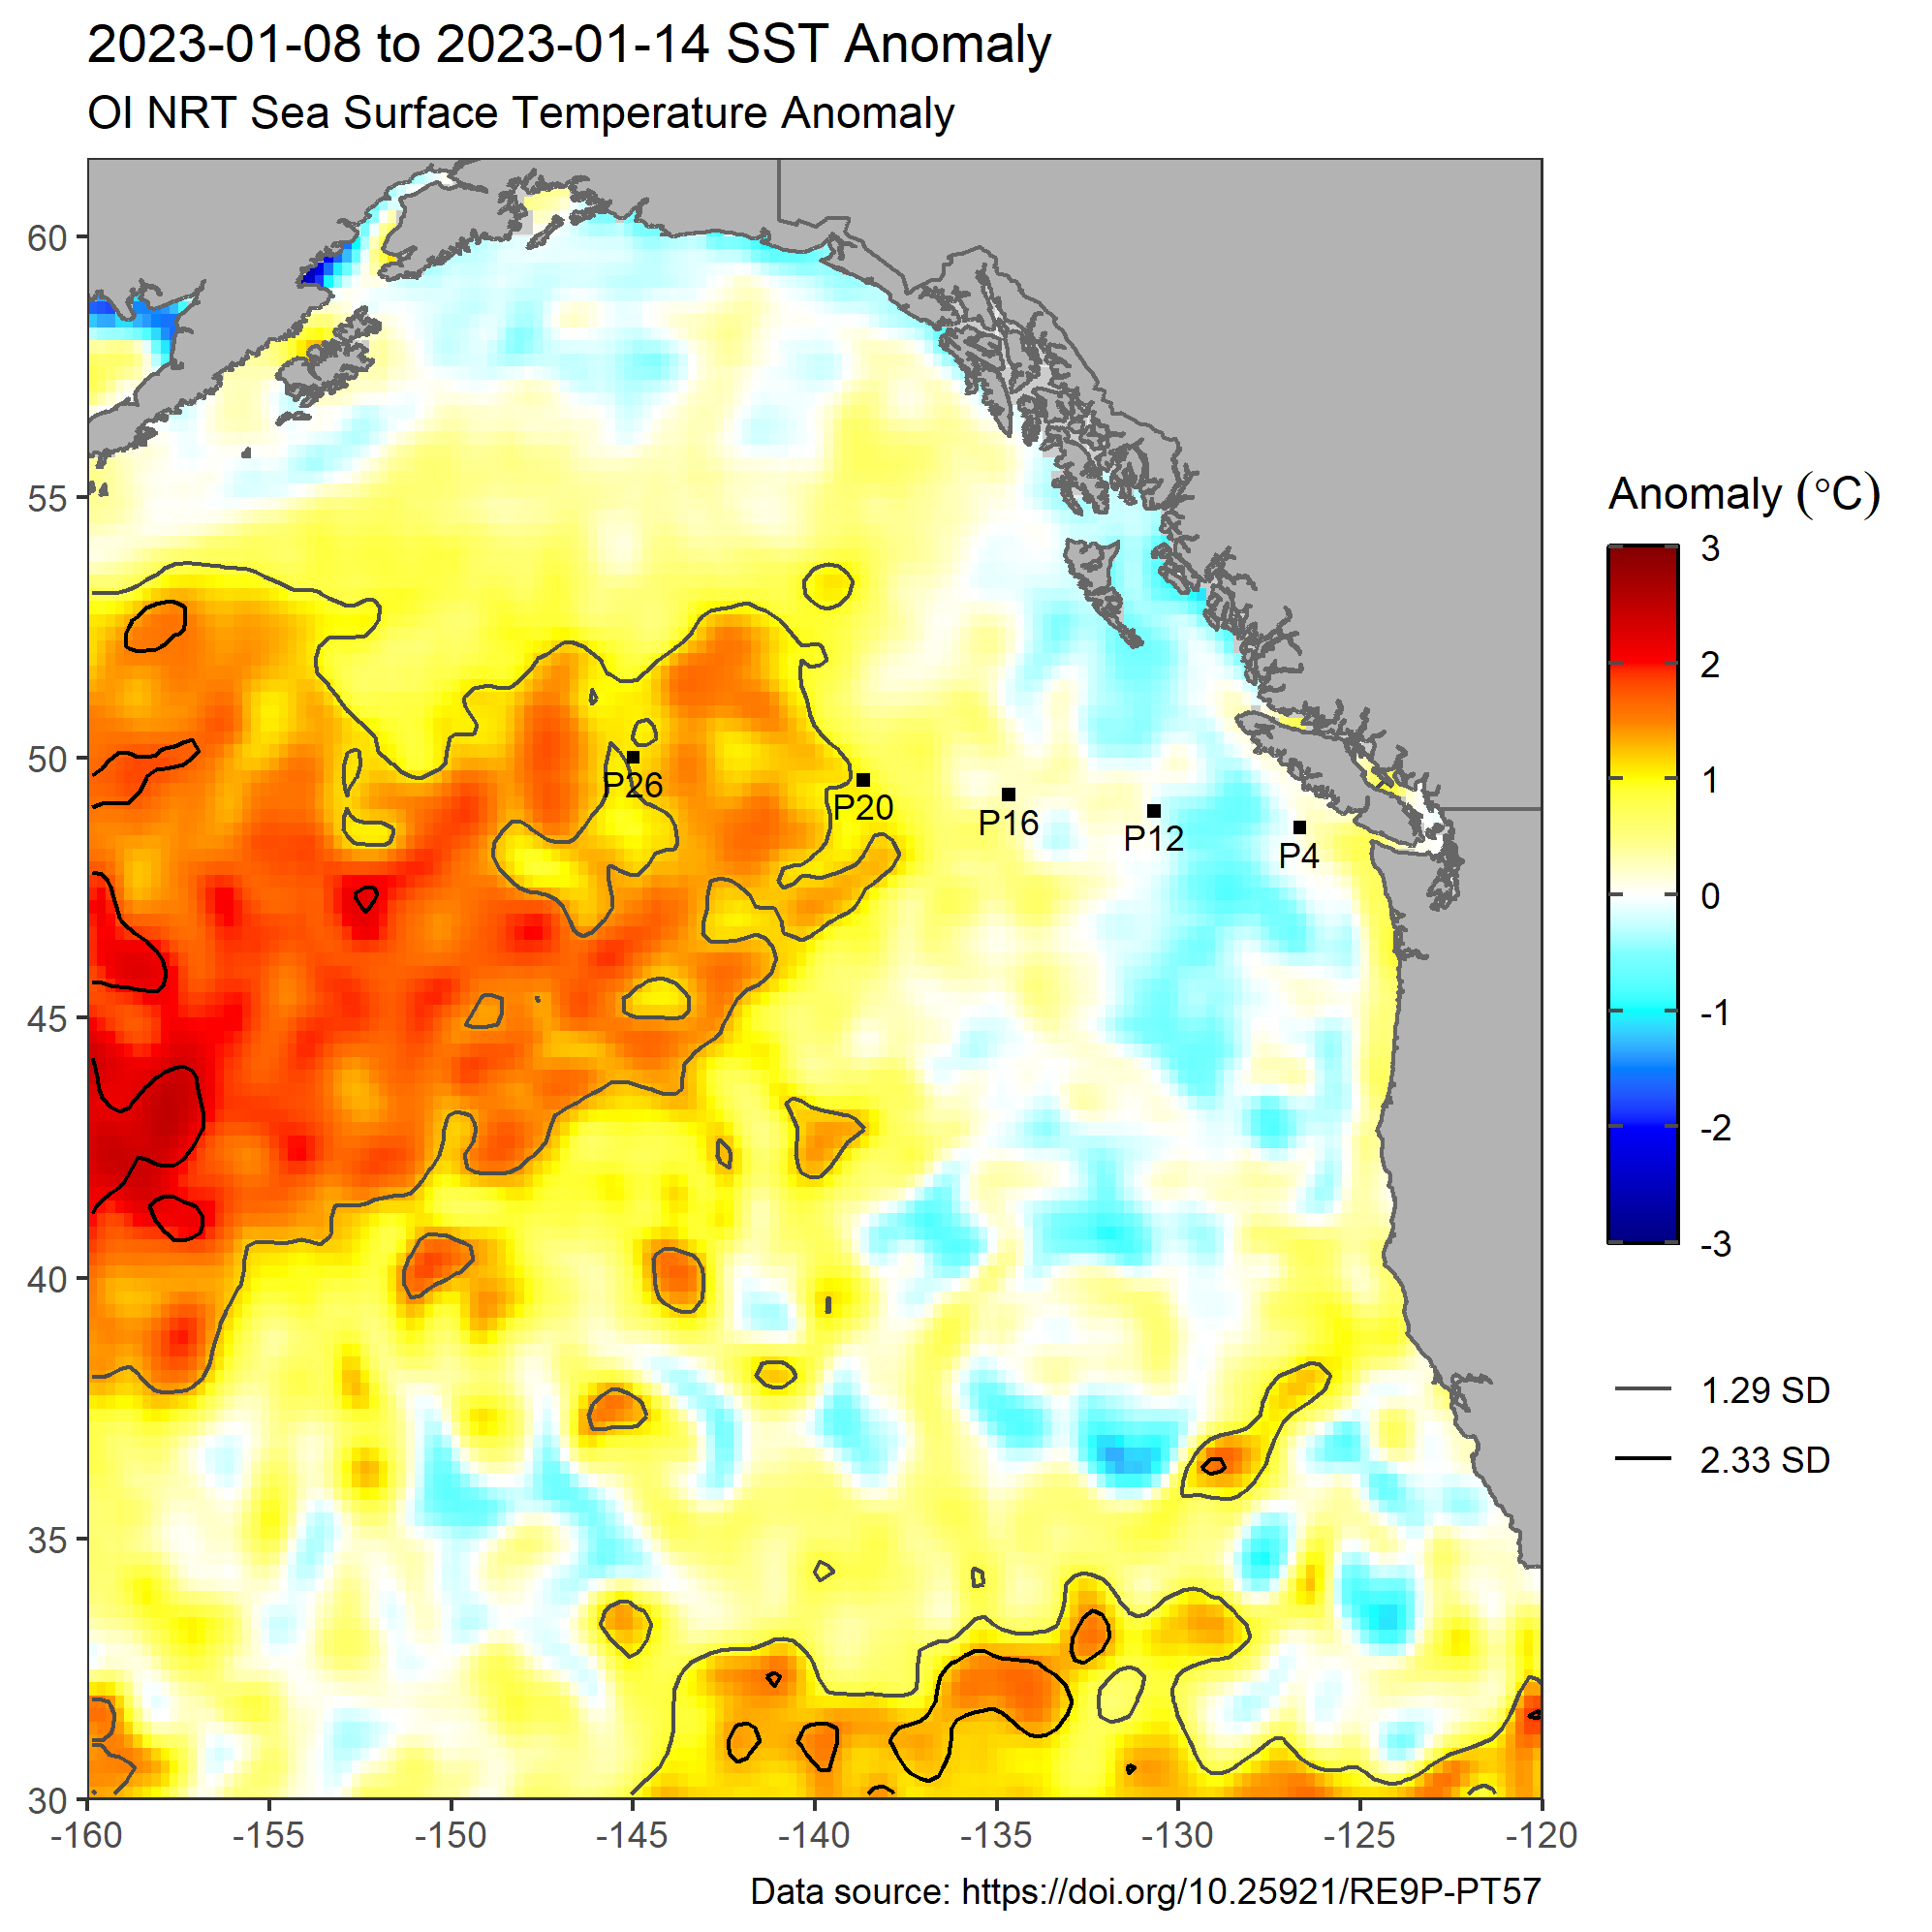 2023-01-08 to 2023-01-14 SST Anomaly
OI NRT Sea Surface Temperature Anomaly
60
55
50
45
40
35
30
-160
-155
-150
-145
-140
-135
-130
-125
-120
P26
P20
P16
P12
P4
Anomaly (°C)
3
2
1
0
-1
-2
-3
1.29 SD
2.33 SD
Data source: https://doi.org/10.25921/RE9P-PT57